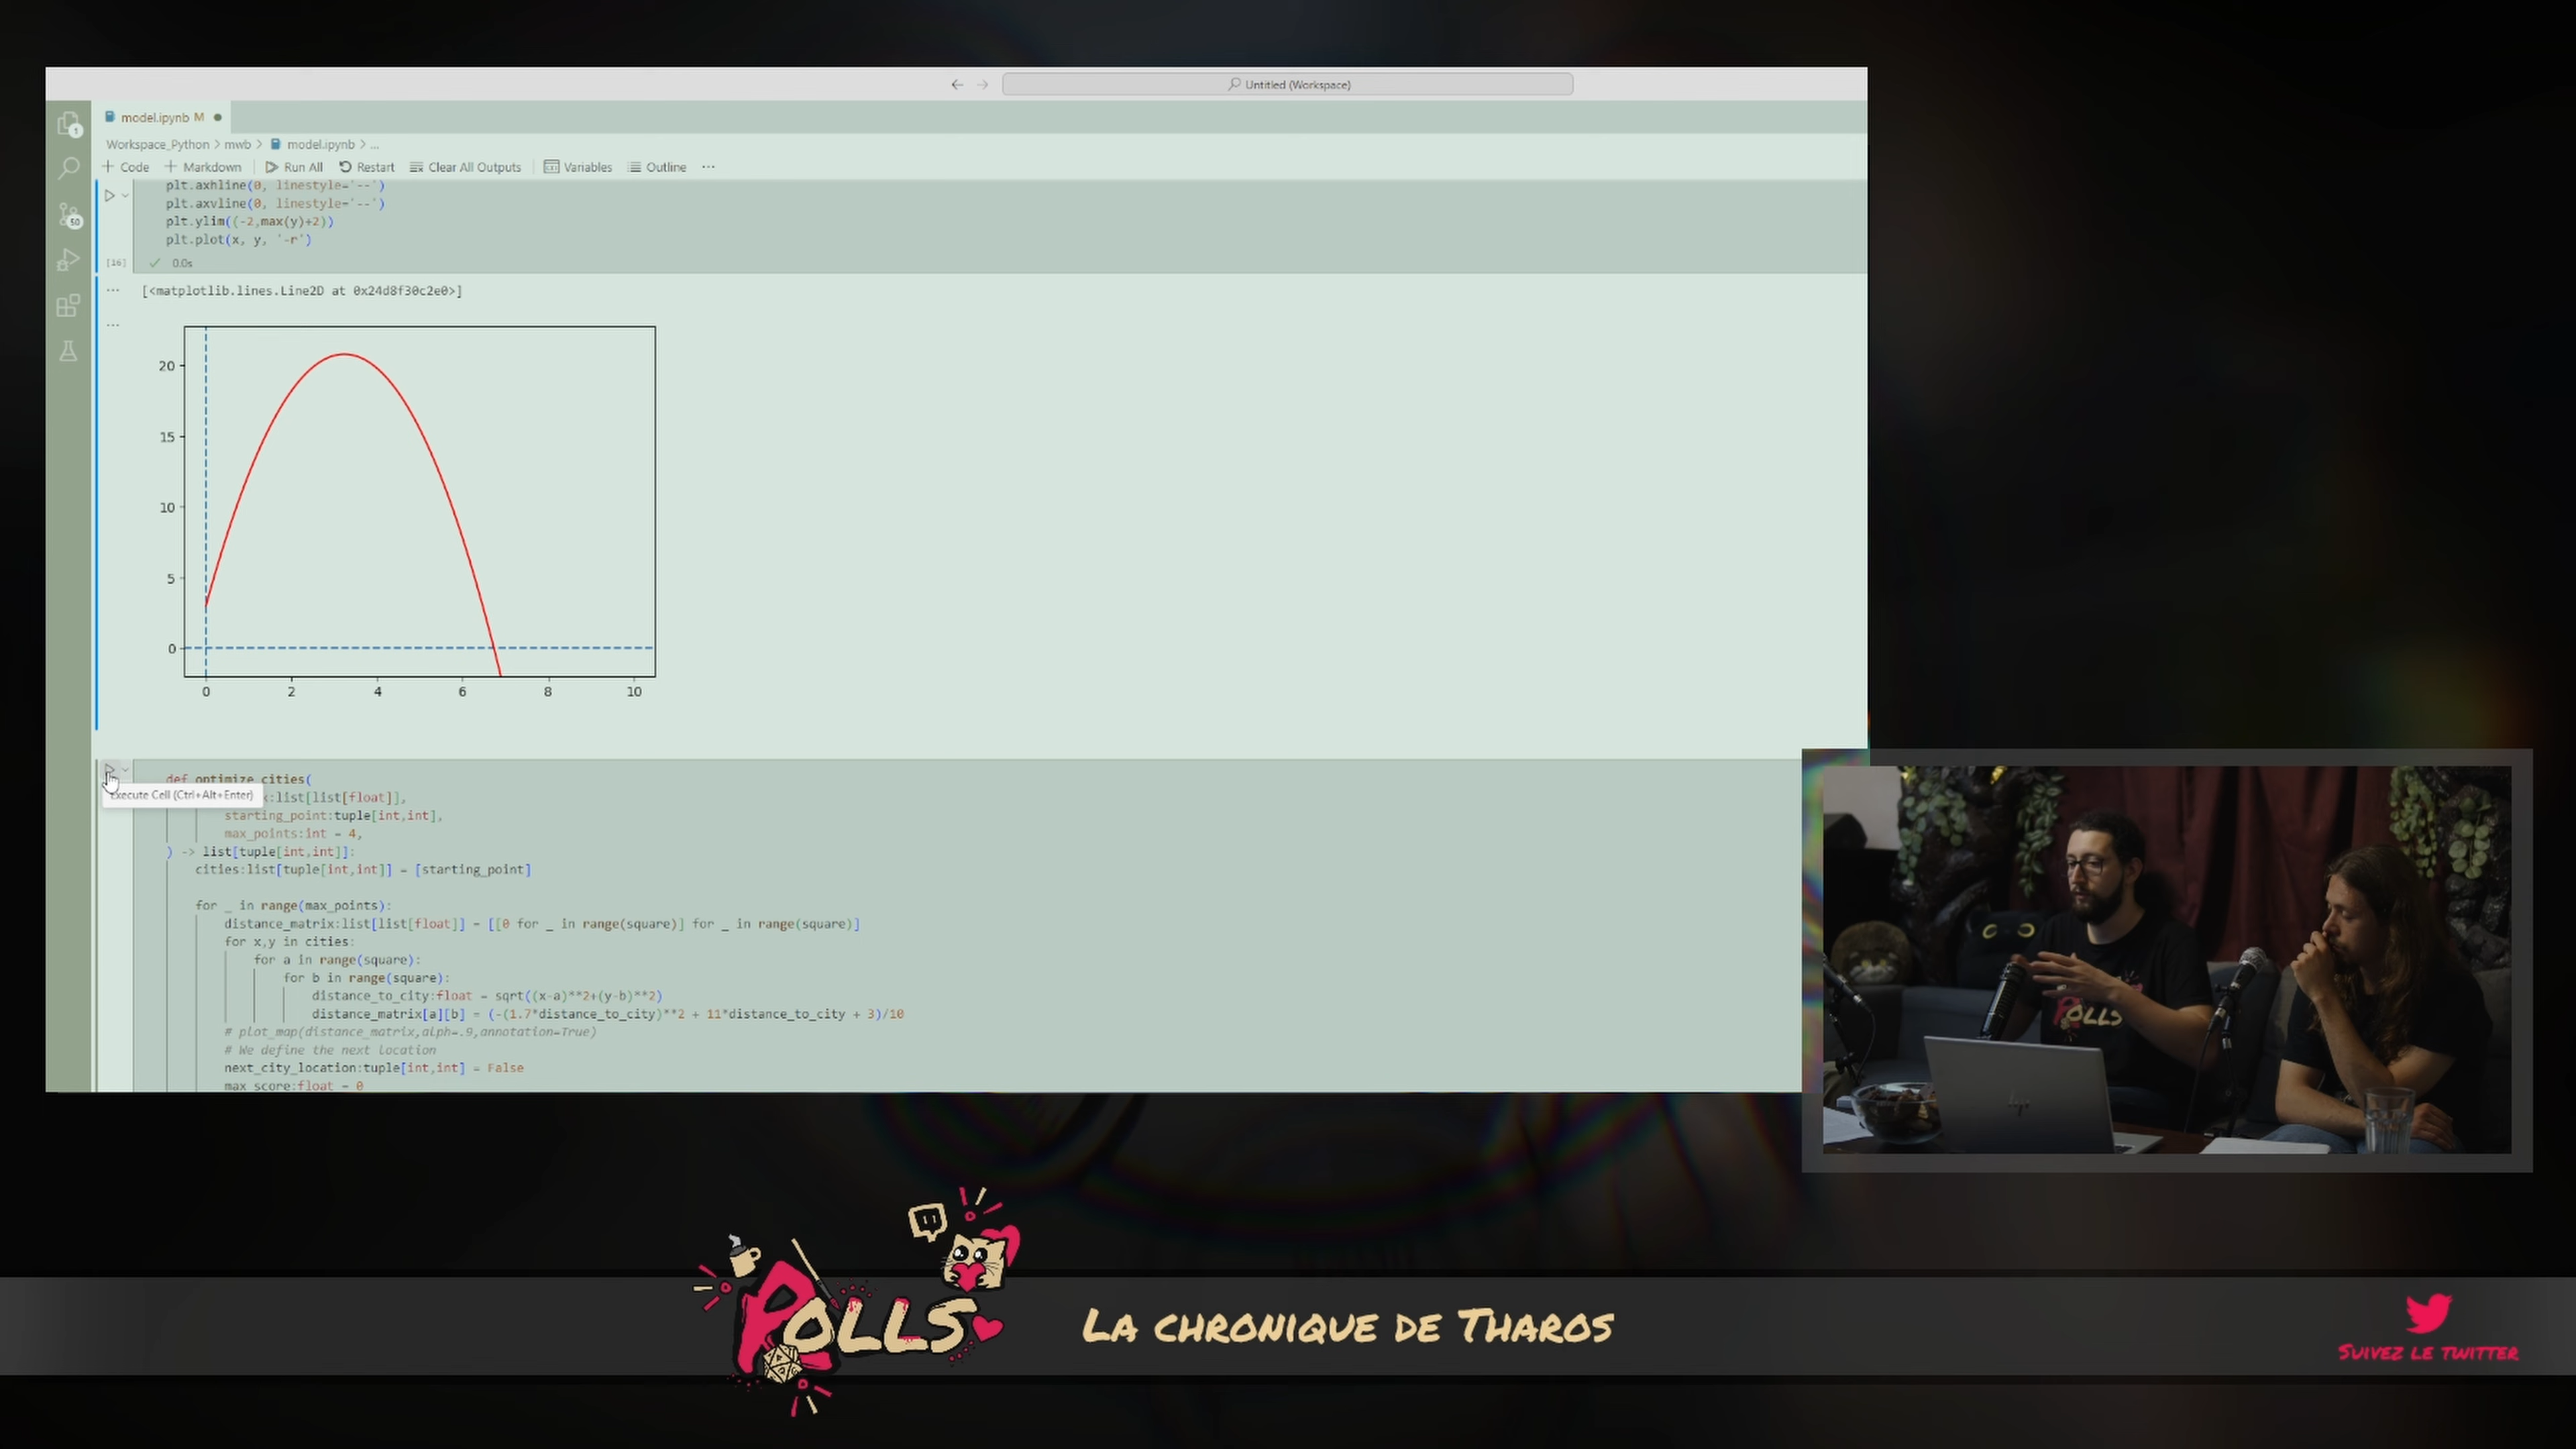 Untitled (Workspace)
1
model.ipynb M
Workspace_Python > mwb > model.ipynb > ...
+ Code + Markdown Run All Restart Clear All Outputs Variables Outline ...
50
plt.axhline(0, linestyle='--')
plt.axvline(0, linestyle='--')
plt.ylim((-2,max(y)+2))
plt.plot(x, y, '-r')
[16] ✓ 0.0s
[<matplotlib.lines.Line2D at 0x24d8f30c2e0>]
20
15
10
5
0
0 2 4 6 8 10
def optimize_cities(
:list[list[float]],
Execute Cell (Ctrl+Alt+Enter)
starting_point:tuple[int,int],
max_points:int = 4,
) -> list[tuple[int,int]]:
cities:list[tuple[int,int]] = [starting_point]
for _ in range(max_points):
distance_matrix:list[list[float]] = [[0 for _ in range(square)] for _ in range(square)]
for x,y in cities:
for a in range(square):
for b in range(square):
distance_to_city:float = sqrt((x-a)**2+(y-b)**2)
distance_matrix[a][b] = (-(1.7*distance_to_city)**2 + 11*distance_to_city + 3)/10
# plot_map(distance_matrix,alph=.9,annotation=True)
# We define the next location
next_city_location:tuple[int,int] = False
max_score:float = 0
OLLS
hp
ROLLS
LA CHRONIQUE DE THAROS
SUIVEZ LE TWITTER